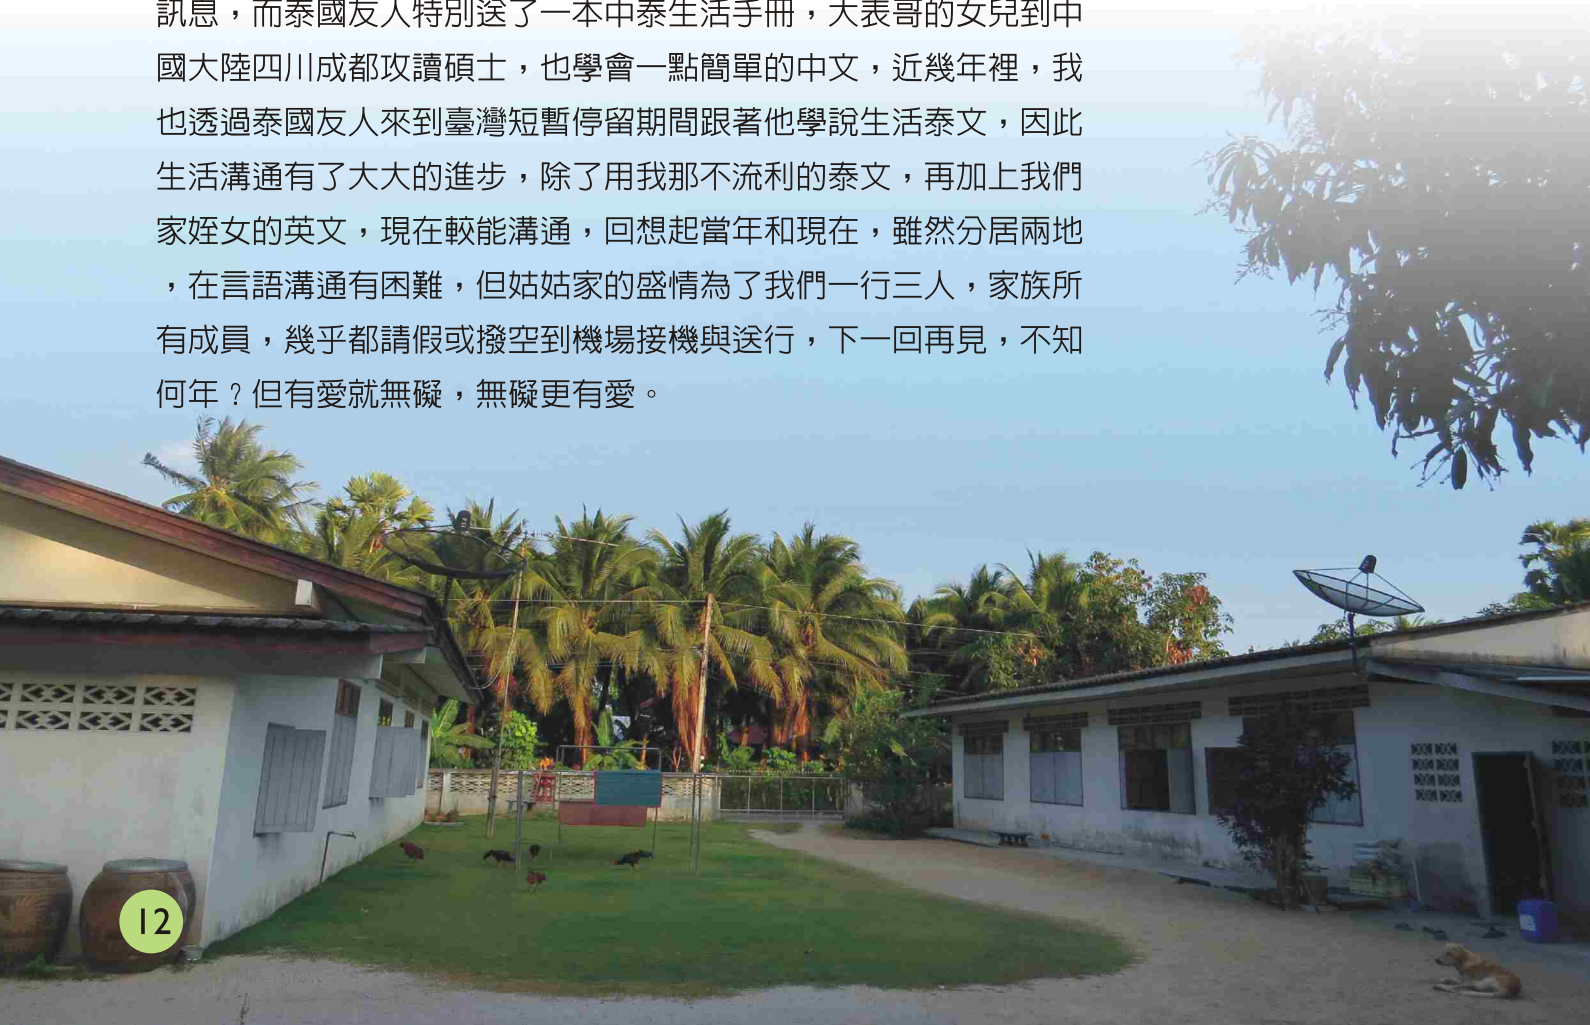 訊息，而泰國友人特別送了一本中泰生活手冊，大表哥的女兒到中
國大陸四川成都攻讀碩士，也學會一點簡單的中文，近幾年裡，我
也透過泰國友人來到臺灣短暫停留期間跟著他學說生活泰文，因此
生活溝通有了大大的進步，除了用我那不流利的泰文，再加上我們
家姪女的英文，現在較能溝通，回想起當年和現在，雖然分居兩地
，在言語溝通有困難，但姑姑家的盛情為了我們一行三人，家族所
有成員，幾乎都請假或撥空到機場接機與送行，下一回再見，不知
何年？但有愛就無礙，無礙更有愛。
12